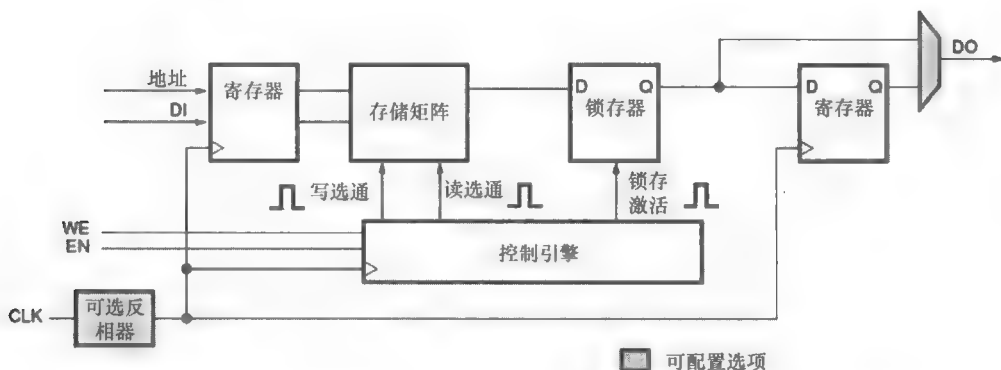 地址
DI
寄存器
存储矩阵
D
Q
锁存器
D
Q
寄存器
DO
写选通
读选通
锁存
激活
WE
EN
控制引擎
CLK
可选反
相器
可配置选项